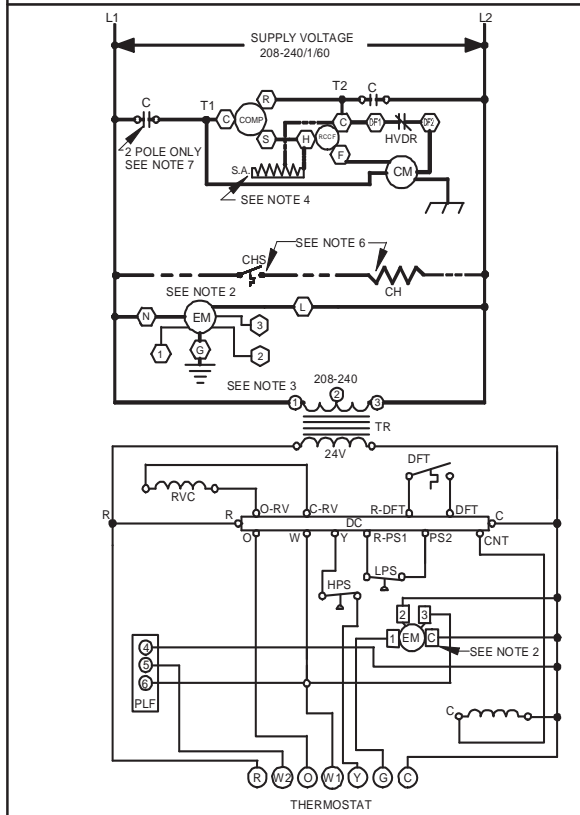 L1 L2
SUPPLY VOLTAGE
208-240/1/60
T2 C
C T1 C COMP R C DF1 DF2
2 POLE ONLY
SEE NOTE 7
S H RCCF HVDR
F CM
S.A.
SEE NOTE 4
SEE NOTE 6
CHS
CH
SEE NOTE 2
N EM L
3
1 G 2
SEE NOTE 3
208-240
1 2 3
TR
24V
RVC
DFT
O-RV C-RV R-DFT DFT
R R DC C
O W Y R-PS1 PS2 CNT
HPS LPS
2 3
1 EM C
SEE NOTE 2
4
5
6
PLF
C
R W2 O W1 Y G C
THERMOSTAT